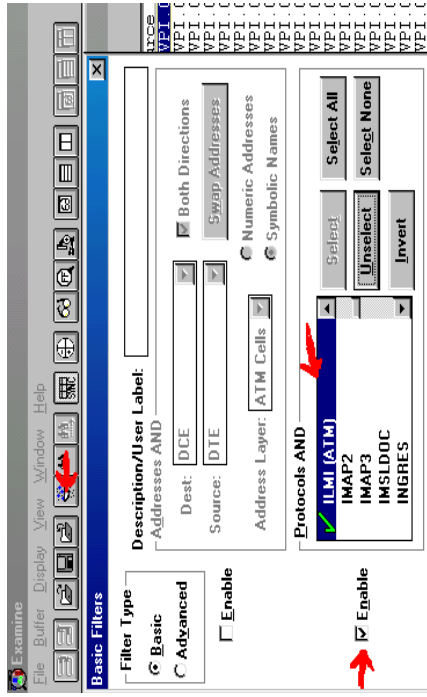 Examine
File Buffer Display View Window Help
SYNC
Basic Filters
Filter Type
Basic
Advanced
Description/User Label:
Addresses AND
Enable
Dest: DCE
Both Directions
Source: DTE
Swap Addresses
Address Layer: ATM Cells
Numeric Addresses
Symbolic Names
Protocols AND
Enable
ILMI (ATM)
IMAP2
IMAP3
IMSLDOC
INGRES
Select
Select All
Unselect
Select None
Invert